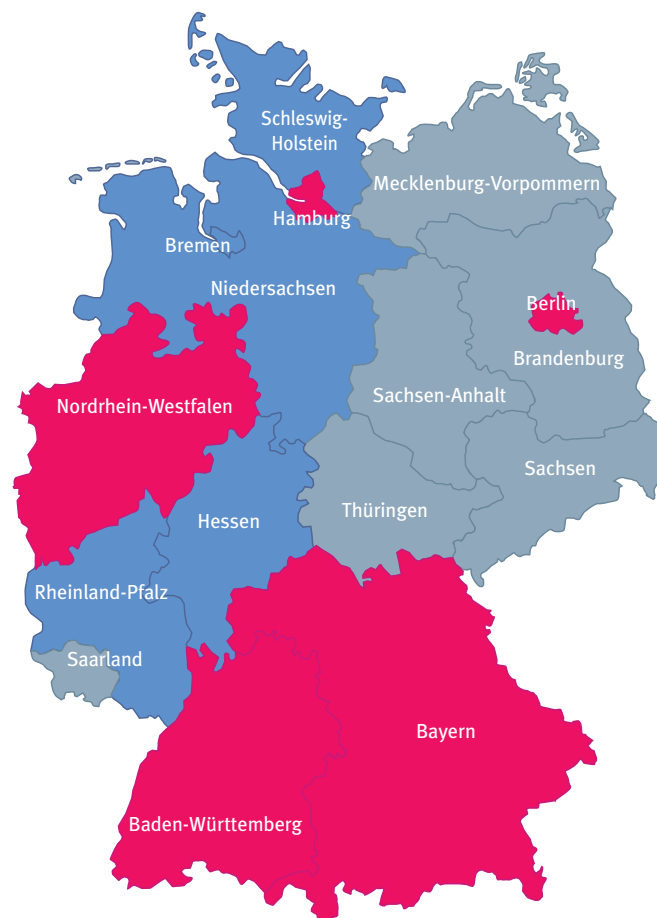 Schleswig-
Holstein
Mecklenburg-Vorpommern
Hamburg
Bremen
Niedersachsen
Berlin
Brandenburg
Sachsen-Anhalt
Nordrhein-Westfalen
Sachsen
Thüringen
Hessen
Rheinland-Pfalz
Saarland
Bayern
Baden-Württemberg